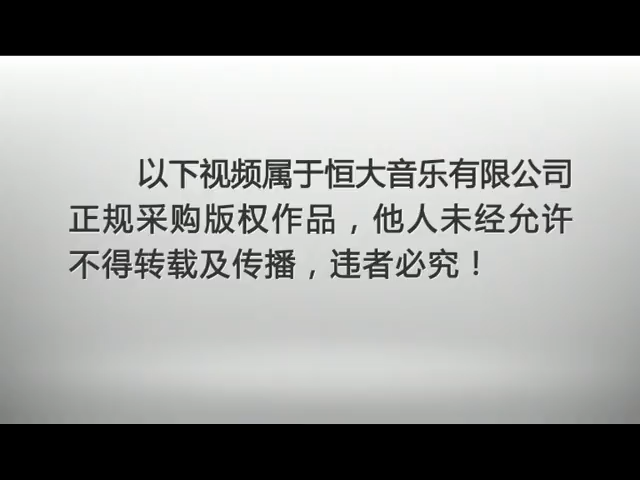 以下视频属于恒大音乐有限公司
正规采购版权作品，他人未经允许
不得转载及传播，违者必究！